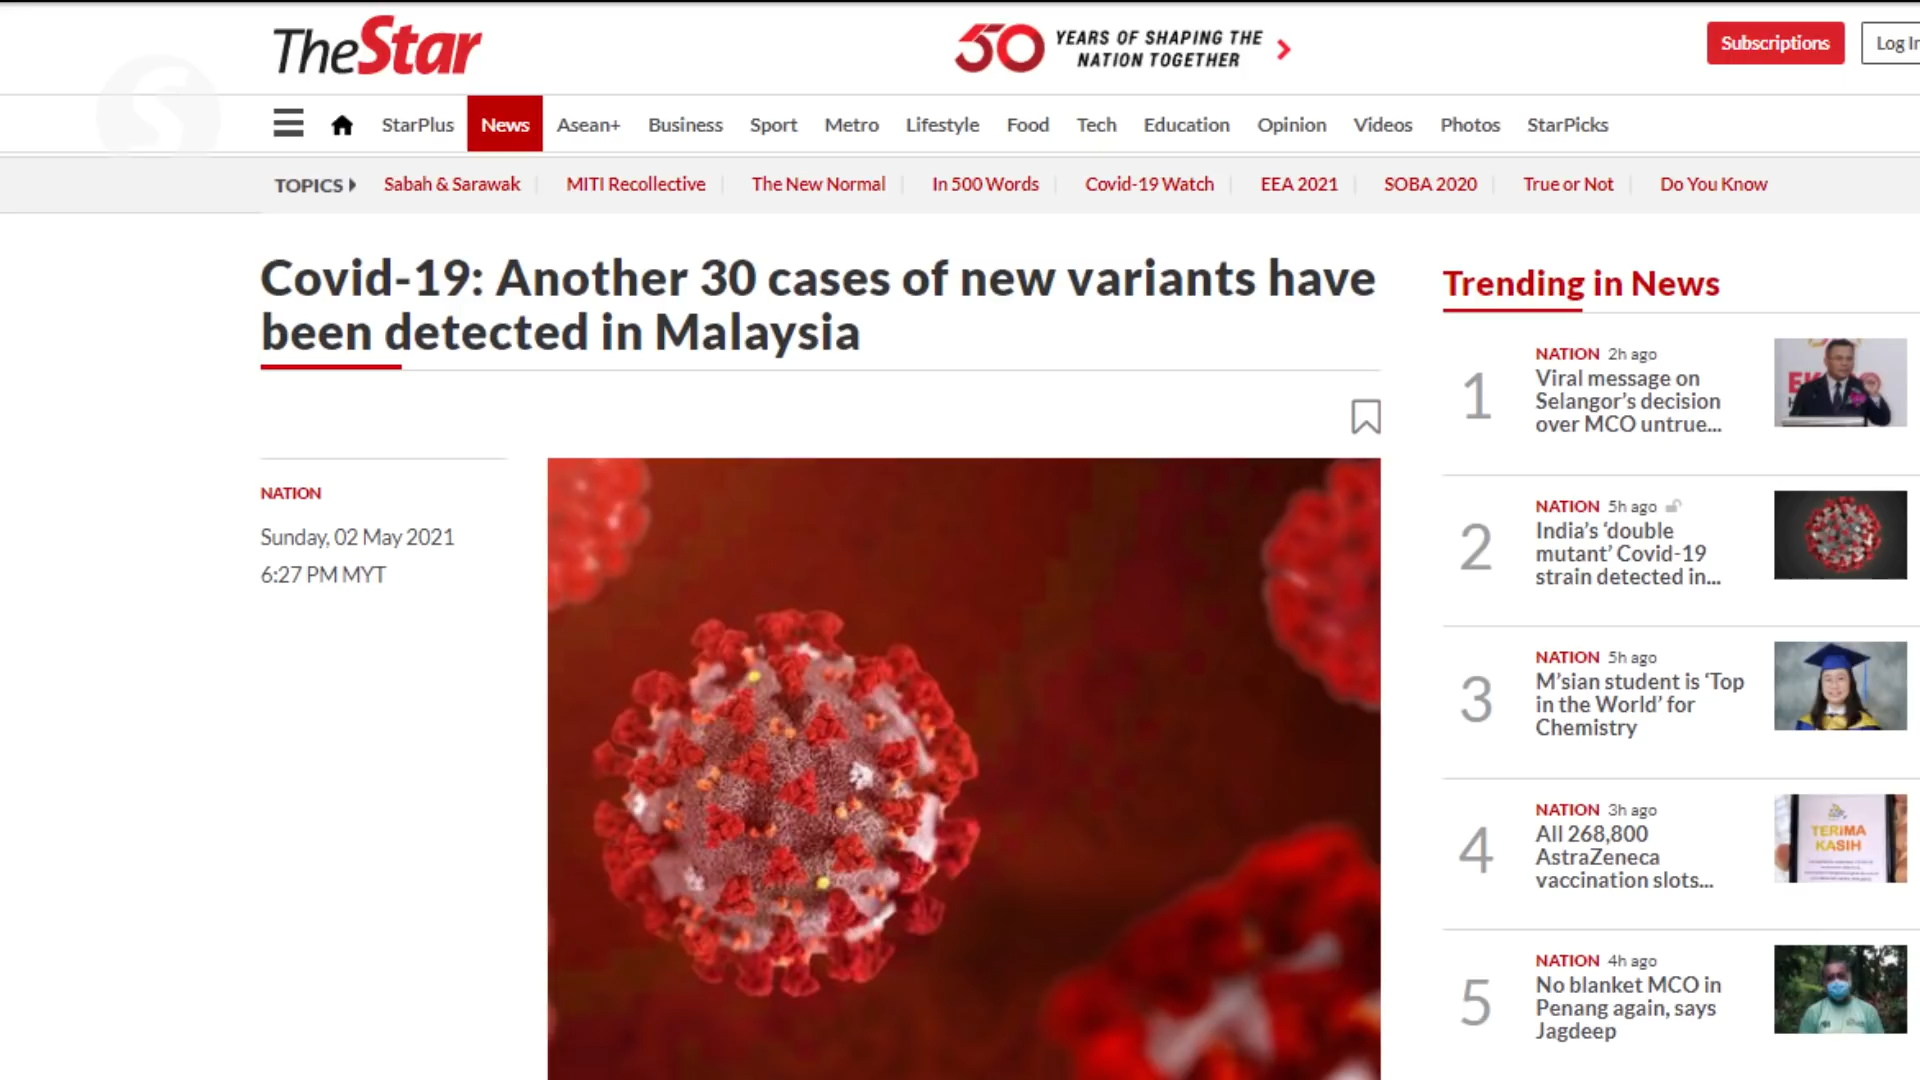 TheStar
50 YEARS OF SHAPING THE
NATION TOGETHER
Subscriptions
Log In
StarPlus News Asean+ Business Sport Metro Lifestyle Food Tech Education Opinion Videos Photos StarPicks
TOPICS Sabah & Sarawak MITI Recollective The New Normal In 500 Words Covid-19 Watch EEA 2021 SOBA 2020 True or Not Do You Know
Covid-19: Another 30 cases of new variants have
been detected in Malaysia
NATION
Sunday, 02 May 2021
6:27 PM MYT
Trending in News
1
NATION 2h ago
Viral message on
Selangor's decision
over MCO untrue...
2
NATION 5h ago
India's ‘double
mutant’ Covid-19
strain detected in...
3
NATION 5h ago
M’sian student is ‘Top
in the World’ for
Chemistry
4
NATION 3h ago
All 268,800
AstraZeneca
vaccination slots...
TERIMA
KASIH
5
NATION 4h ago
No blanket MCO in
Penang again, says
Jagdeep